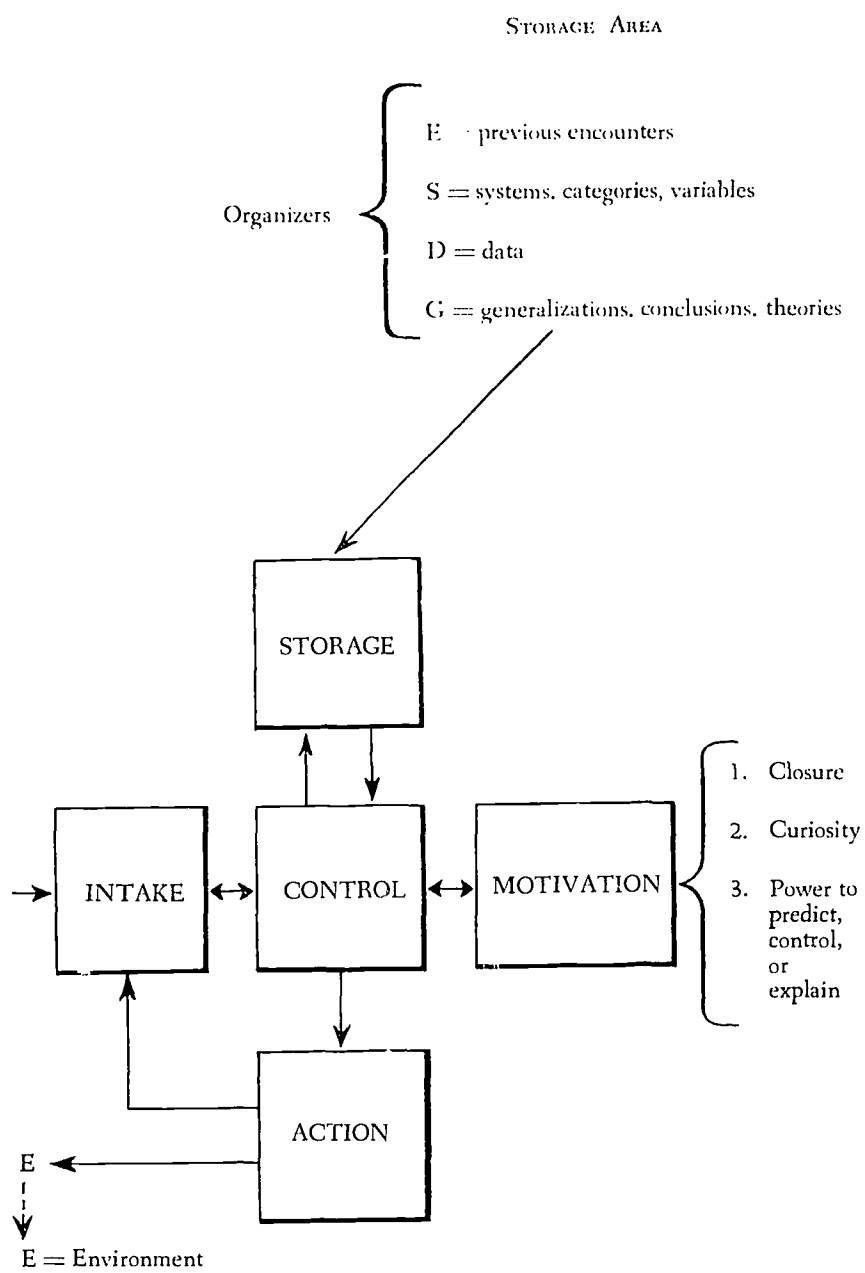 STORAGE AREA
E - previous encounters
S = systems. categories, variables
Organizers
D = data
G = generalizations. conclusions. theories
STORAGE
1. Closure
2. Curiosity
INTAKE
CONTROL
MOTIVATION
3. Power to
predict,
control,
or
explain
ACTION
E
E = Environment